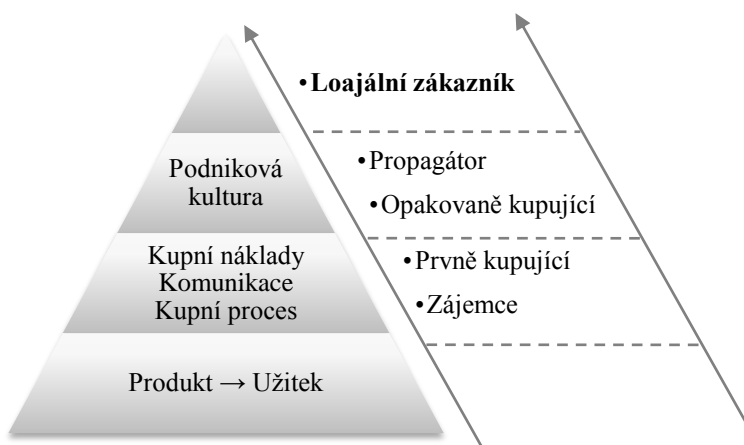 •Loajální zákazník
Podniková
kultura
•Propagátor
•Opakovaně kupující
Kupní náklady
Komunikace
Kupní proces
•Prvně kupující
•Zájemce
Produkt → Užitek